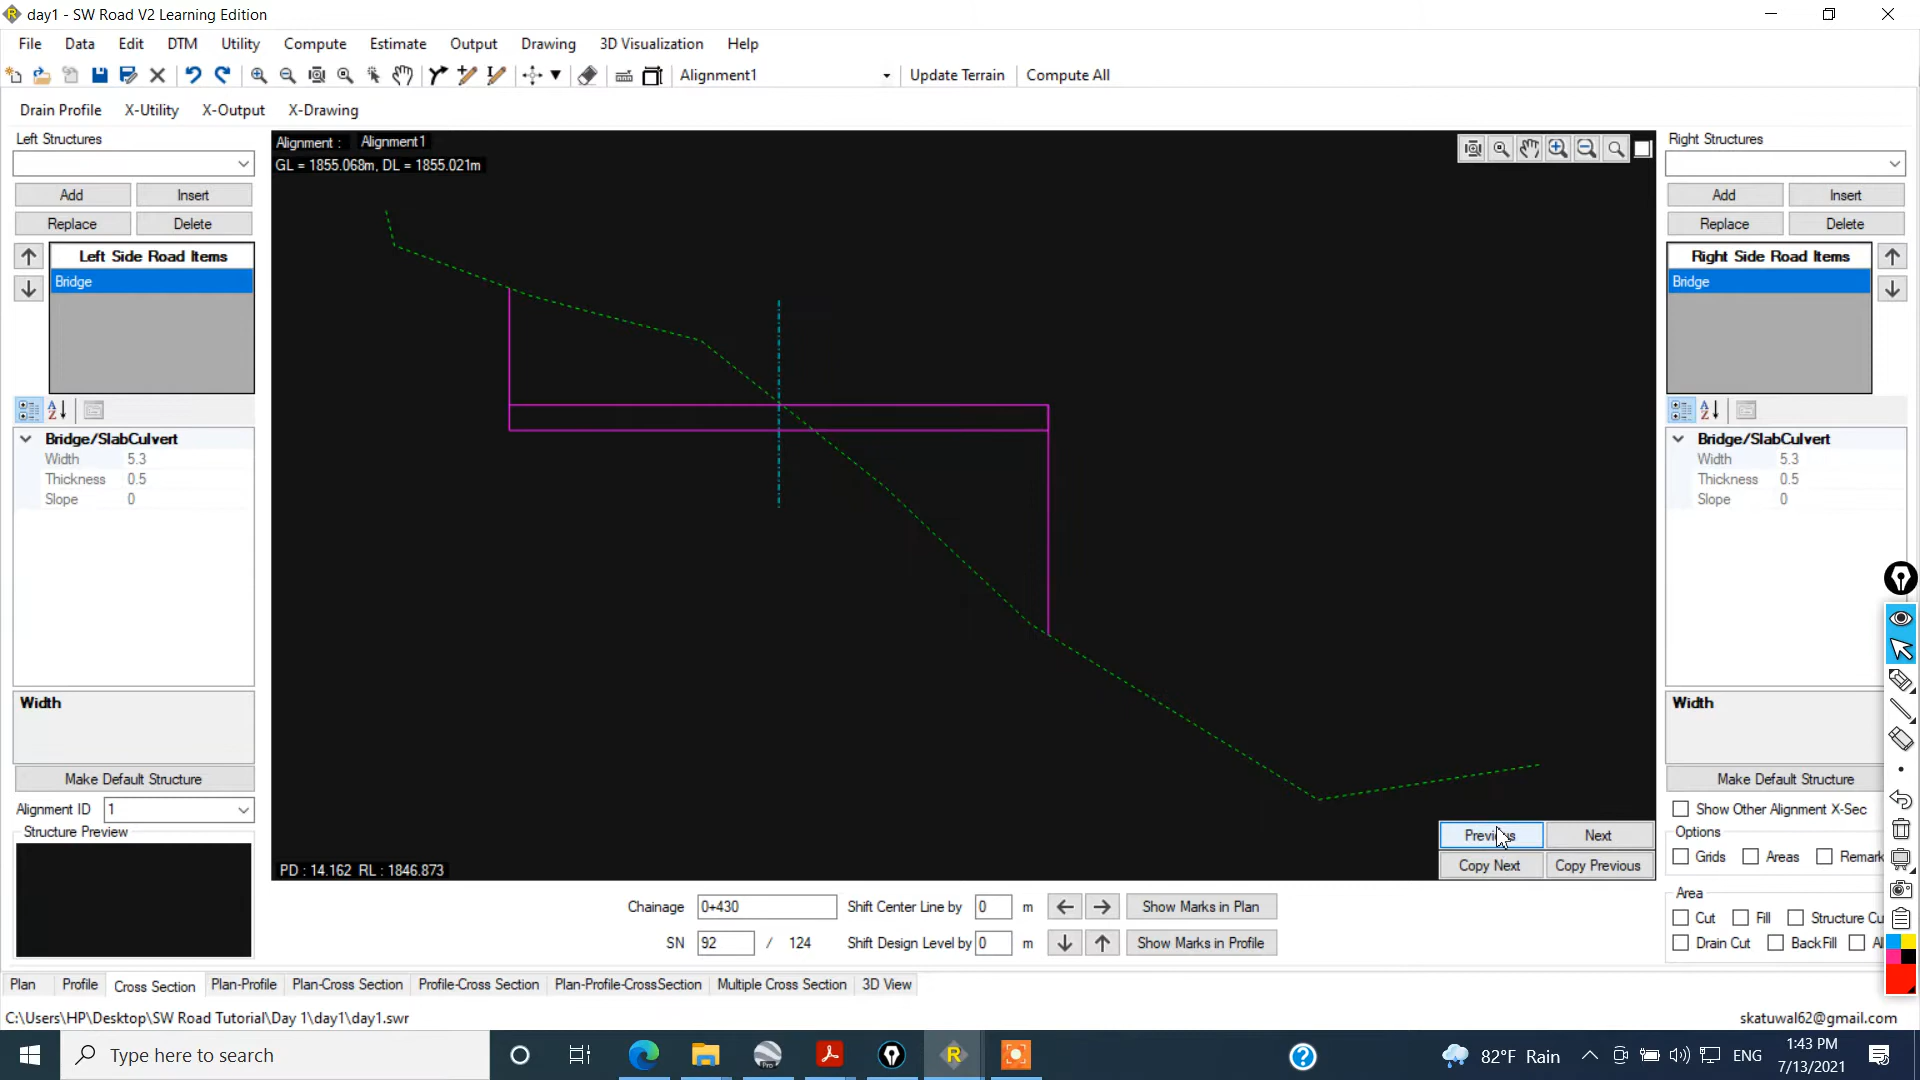 day1 - SW Road V2 Learning Edition
File Data Edit DTM Utility Compute Estimate Output Drawing 3D Visualization Help
Alignment1 Update Terrain Compute All
Drain Profile X-Utility X-Output X-Drawing
Left Structures
Add Insert
Replace Delete
Left Side Road Items
Bridge
Bridge/SlabCulvert
Width 5.3
Thickness 0.5
Slope 0
Width
Make Default Structure
Alignment ID 1
Structure Preview
Alignment : Alignment1
GL = 1855.068m, DL = 1855.021m
PD : 14.162 RL : 1846.873
Previous Next
Copy Next Copy Previous
Chainage 0+430 Shift Center Line by 0 m Show Marks in Plan
SN 92 / 124 Shift Design Level by 0 m Show Marks in Profile
Right Structures
Add Insert
Replace Delete
Right Side Road Items
Bridge
Bridge/SlabCulvert
Width 5.3
Thickness 0.5
Slope 0
Width
Make Default Structure
Show Other Alignment X-Sec
Options
Grids Areas Remark
Area
Cut Fill Structure Cu
Drain Cut BackFill Al
Plan Profile Cross Section Plan-Profile Plan-Cross Section Profile-Cross Section Plan-Profile-CrossSection Multiple Cross Section 3D View
C:\Users\HP\Desktop\SW Road Tutorial\Day 1\day1\day1.swr
skatuwal62@gmail.com
Type here to search
82°F Rain
ENG
1:43 PM
7/13/2021